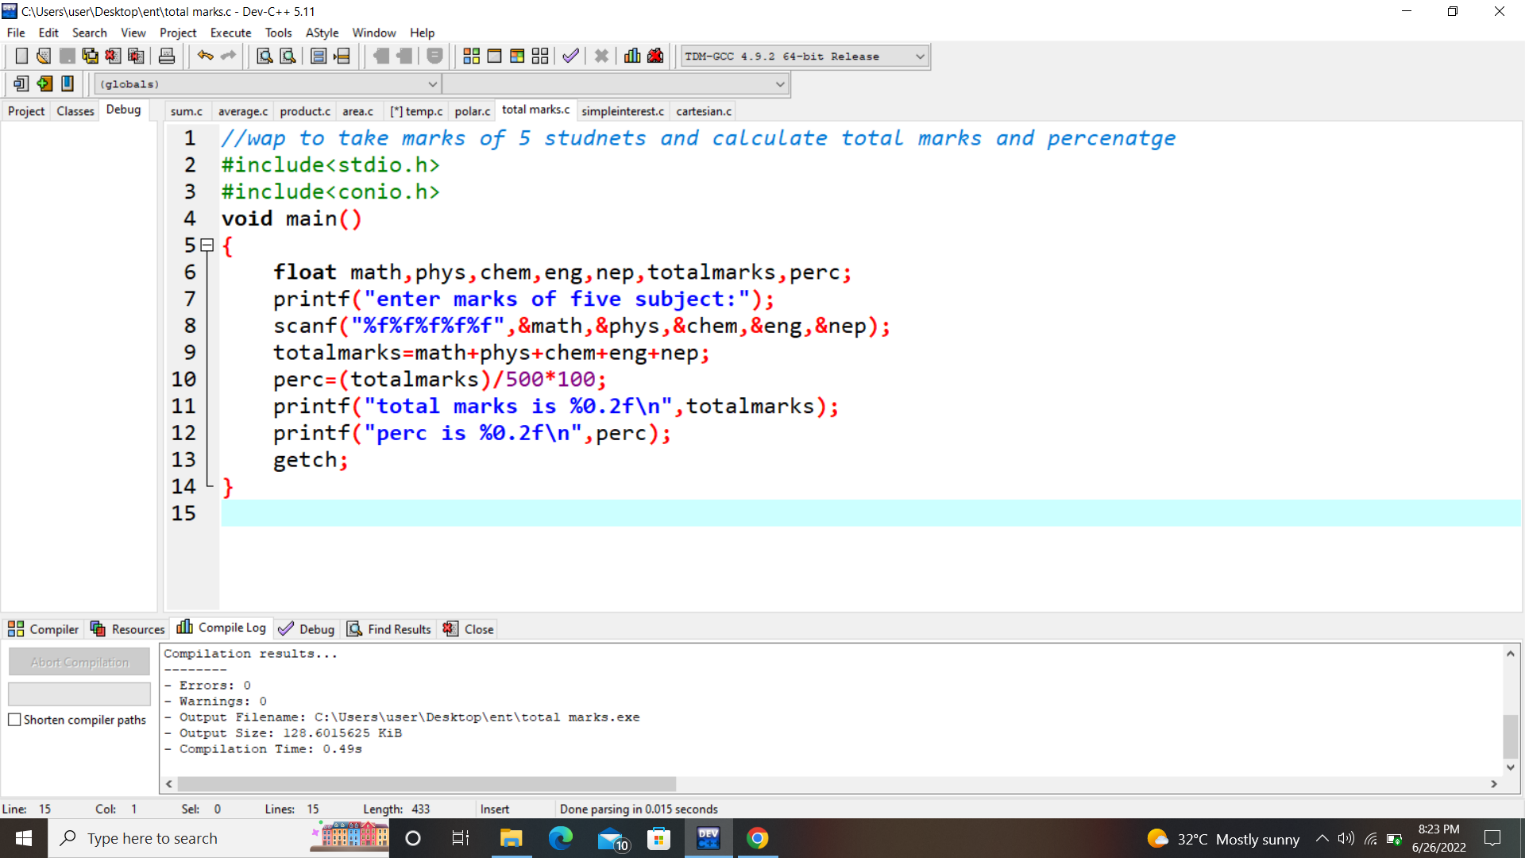 C:\Users\user\Desktop\ent\total marks.c - Dev-C++ 5.11
File Edit Search View Project Execute Tools AStyle Window Help
TDM-GCC 4.9.2 64-bit Release
(globals)
Project Classes Debug sum.c average.c product.c area.c [*] temp.c polar.c total marks.c simpleinterest.c cartesian.c
1 //wap to take marks of 5 studnets and calculate total marks and percenatge
2 #include<stdio.h>
3 #include<conio.h>
4 void main()
5 {
6 float math,phys,chem,eng,nep,totalmarks,perc;
7 printf("enter marks of five subject:");
8 scanf("%f%f%f%f%f",&math,&phys,&chem,&eng,&nep);
9 totalmarks=math+phys+chem+eng+nep;
10 perc=(totalmarks)/500*100;
11 printf("total marks is %0.2f\n",totalmarks);
12 printf("perc is %0.2f\n",perc);
13 getch;
14 }
15
Compiler Resources Compile Log Debug Find Results Close
Abort Compilation
Shorten compiler paths
Compilation results...
--------
- Errors: 0
- Warnings: 0
- Output Filename: C:\Users\user\Desktop\ent\total marks.exe
- Output Size: 128.6015625 KiB
- Compilation Time: 0.49s
Line: 15 Col: 1 Sel: 0 Lines: 15 Length: 433 Insert Done parsing in 0.015 seconds
Type here to search
10
DEV
32°C Mostly sunny
8:23 PM
6/26/2022